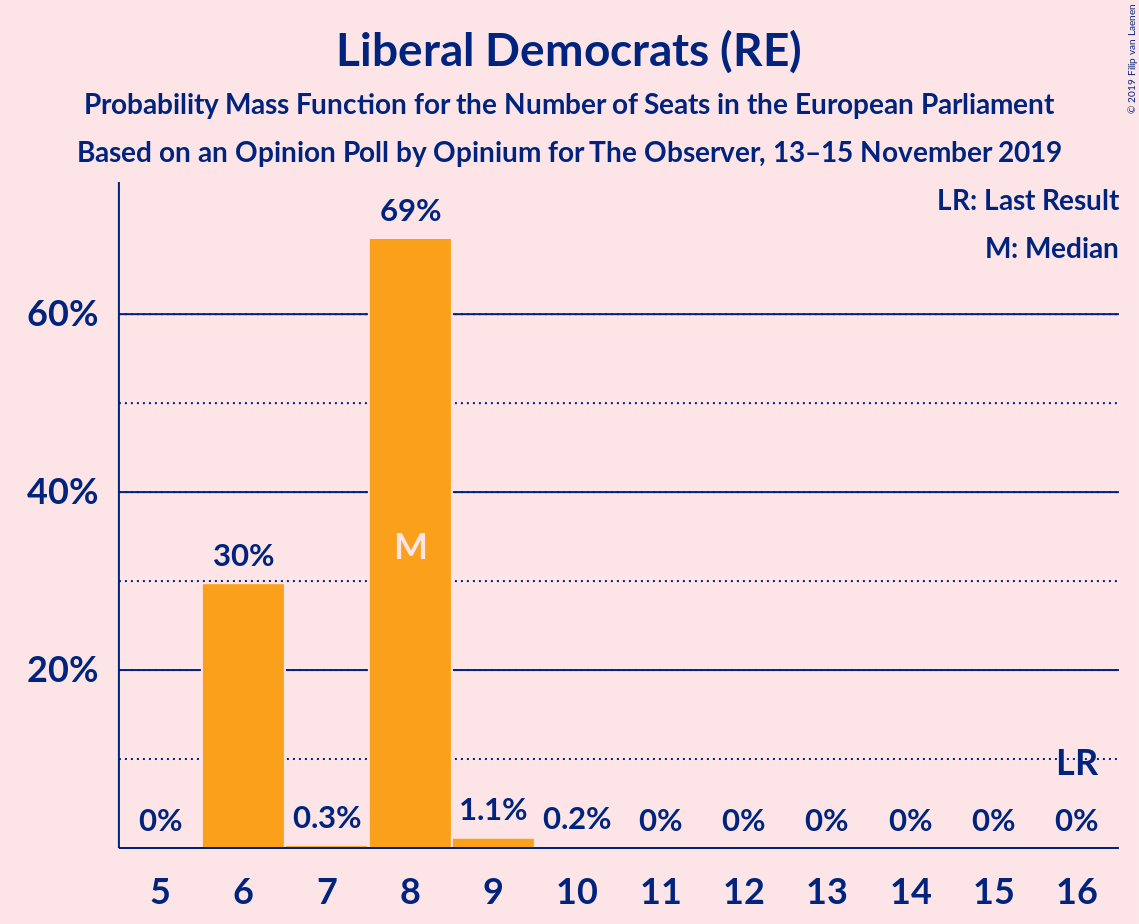 Liberal Democrats (RE)
Probability Mass Function for the Number of Seats in the European Parliament
Based on an Opinion Poll by Opinium for The Observer, 13–15 November 2019
© 2019 Filip van Laenen
LR: Last Result
M: Median
69%
60%
40%
M
30%
20%
LR
0%
0.3%
1.1%
0.2%
0%
0%
0%
0%
0%
0%
5 6 7 8 9 10 11 12 13 14 15 16